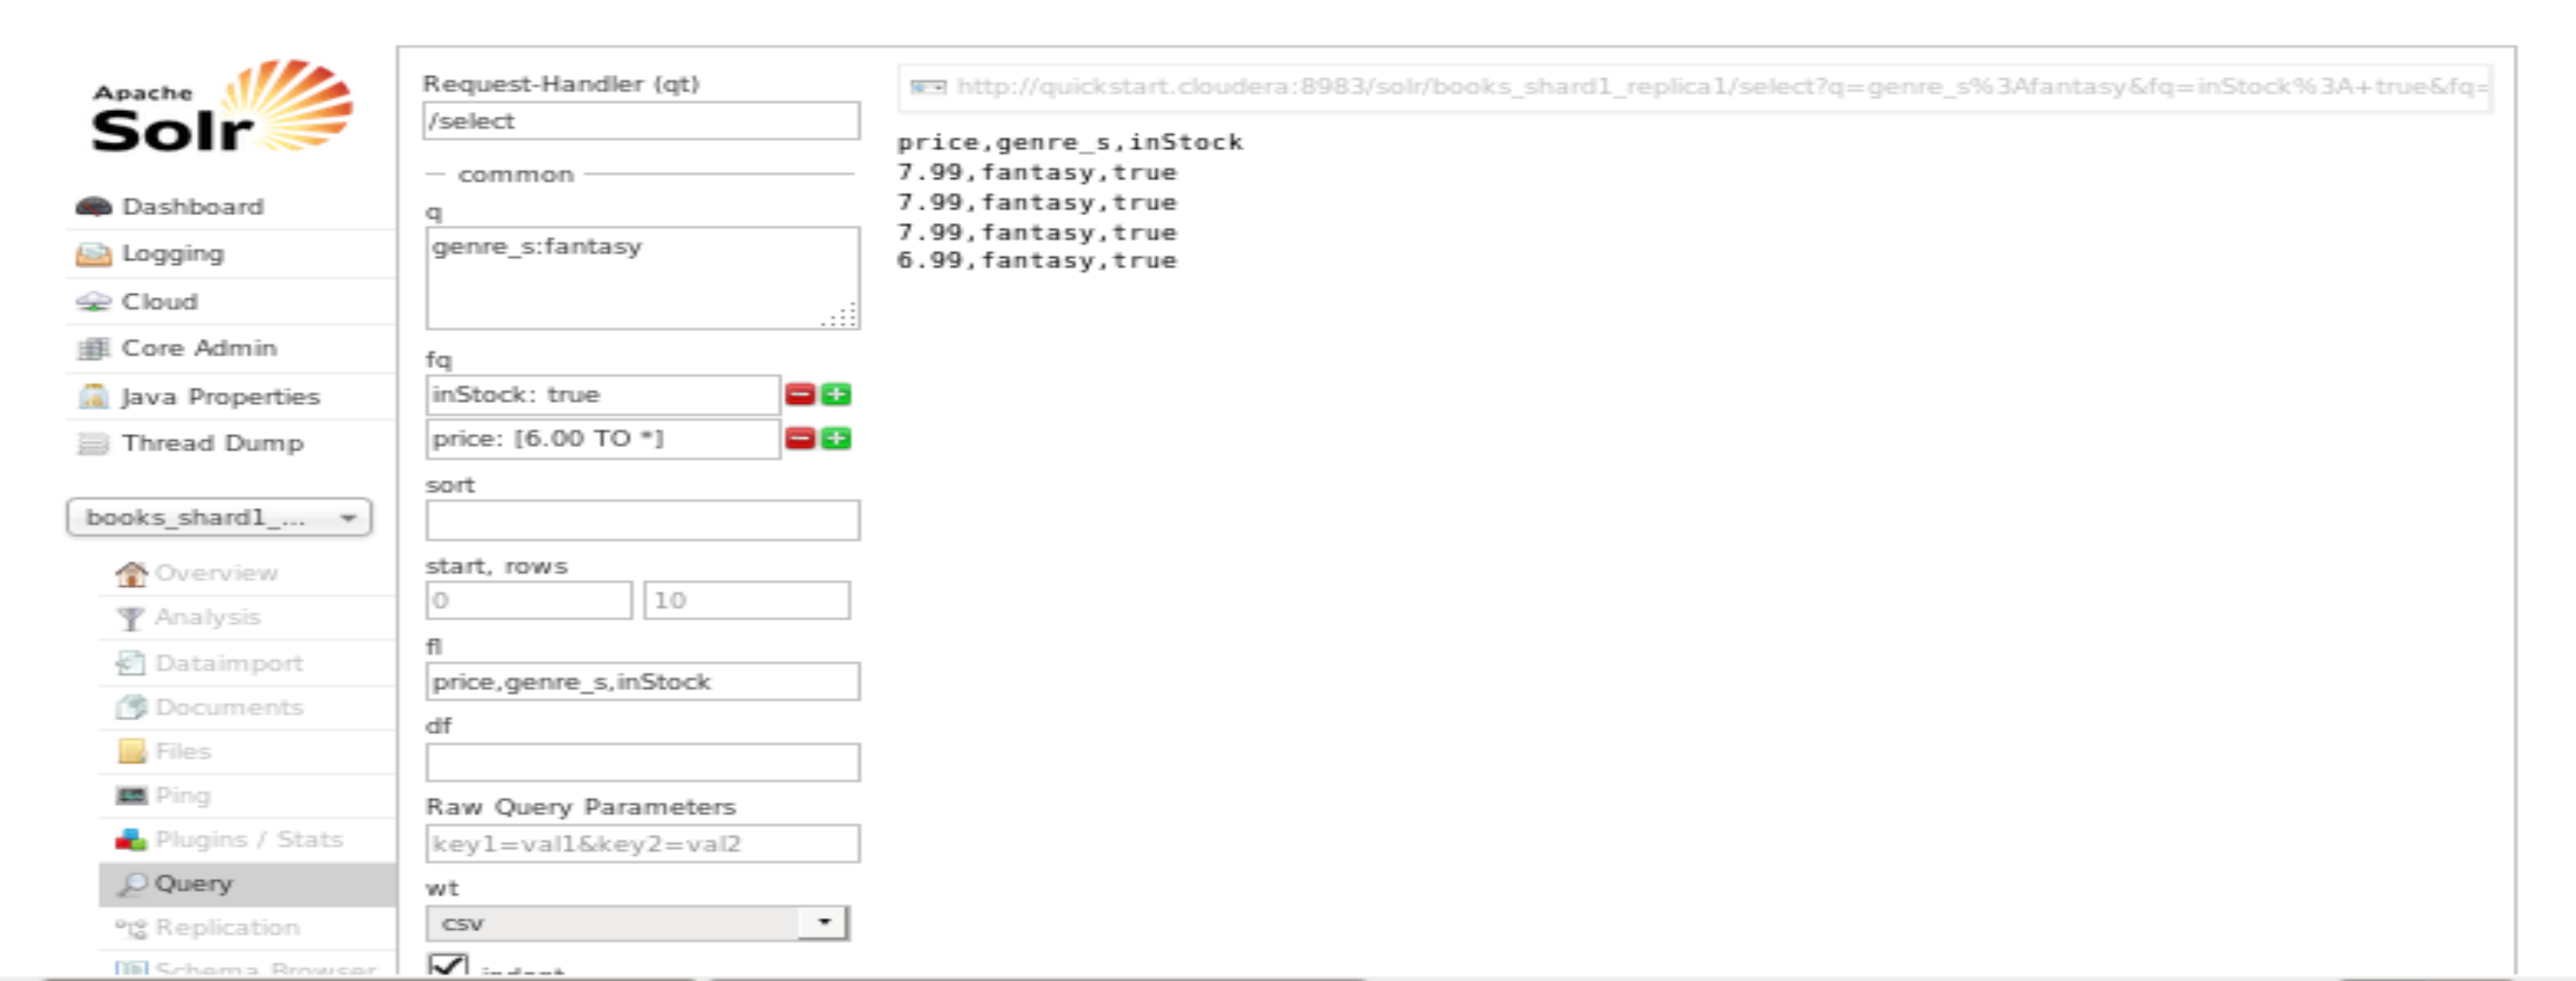 Apache
Solr
Dashboard
Logging
Cloud
Core Admin
Java Properties
Thread Dump
books_shard1_...
Overview
Analysis
Dataimport
Documents
Files
Ping
Plugins / Stats
Query
Replication
Schema Browser
Request-Handler (qt)
/select
common
q
genre_s:fantasy
fq
inStock: true
price: [6.00 TO *]
sort
start, rows
0 10
fl
price,genre_s,inStock
df
Raw Query Parameters
key1=val1&key2=val2
wt
csv
indent
http://quickstart.cloudera:8983/solr/books_shard1_replica1/select?q=genre_s%3Afantasy&fq=inStock%3A+true&fq=
price,genre_s,inStock
7.99,fantasy,true
7.99,fantasy,true
7.99,fantasy,true
6.99,fantasy,true